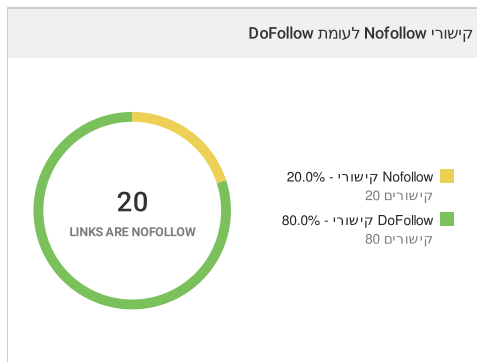 קישורי Nofollow לעומת DoFollow
20
LINKS ARE NOFOLLOW
Nofollow קישורי - 20.0%
20 קישורים
DoFollow קישורי - 80.0%
80 קישורים